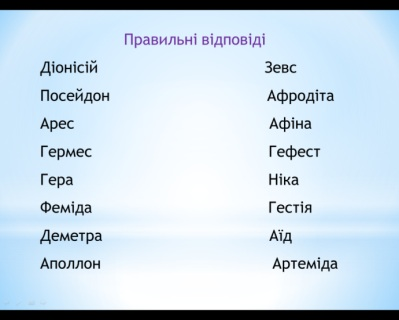 Правильні відповіді
Діонісій Зевс
Посейдон Афродіта
Арес Афіна
Гермес Гефест
Гера Ніка
Феміда Гестія
Деметра Аїд
Аполлон Артеміда